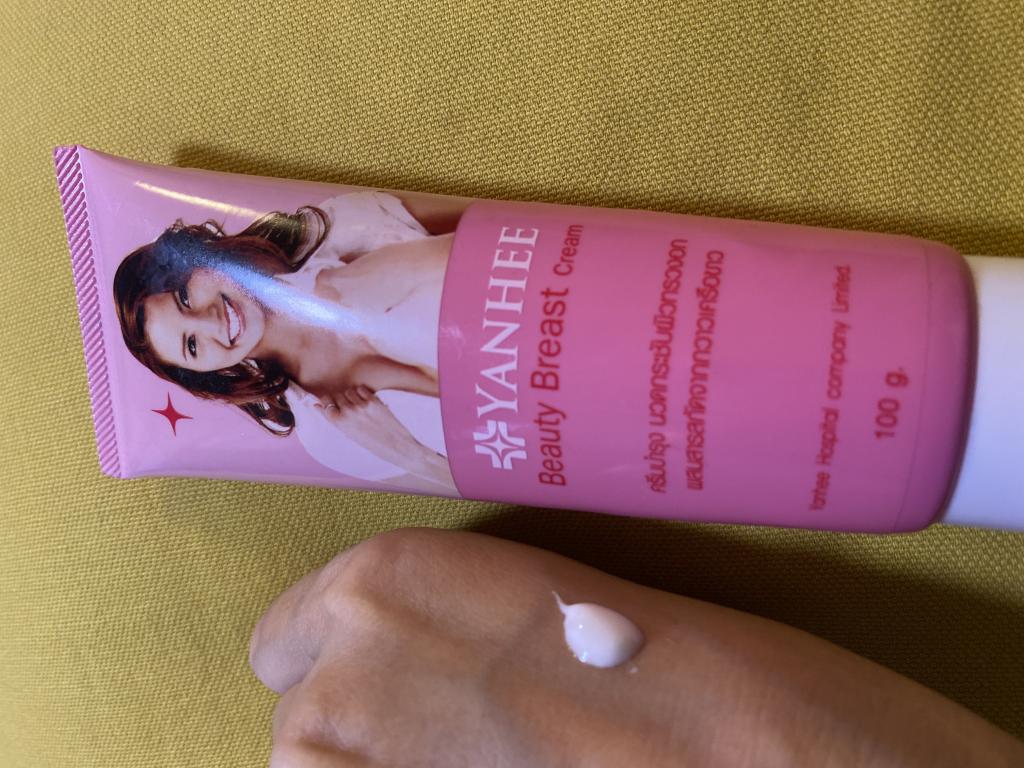 YANHEE
Beauty Breast Cream
ครีมบำรุง นวดกระชับผิวทรวงอก
ผสมสารสกัดจากกวาวเครือขาว
Yanhee Hospital company Limited.
100 g.